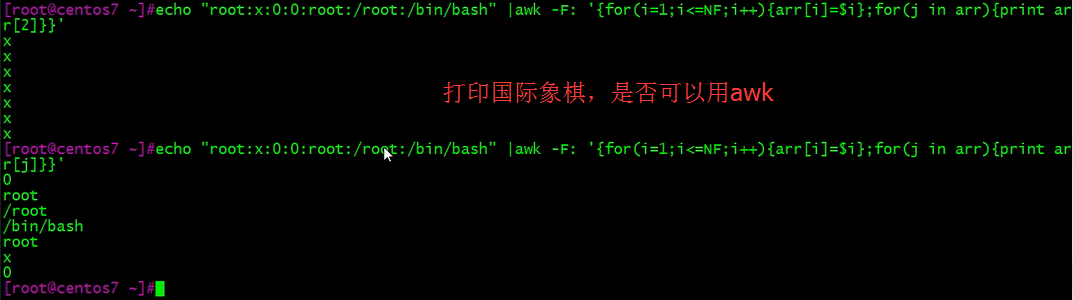 [root@centos7 ~]#echo "root:x:0:0:root:/root:/bin/bash" |awk -F: '{for(i=1;i<=NF;i++){arr[i]=$i};for(j in arr){print ar
r[2]}}'
x
x
x
x
x
x
x
打印国际象棋，是否可以用awk
[root@centos7 ~]#echo "root:x:0:0:root:/root:/bin/bash" |awk -F: '{for(i=1;i<=NF;i++){arr[i]=$i};for(j in arr){print ar
r[j]}}'
0
root
/root
/bin/bash
root
x
0
[root@centos7 ~]#